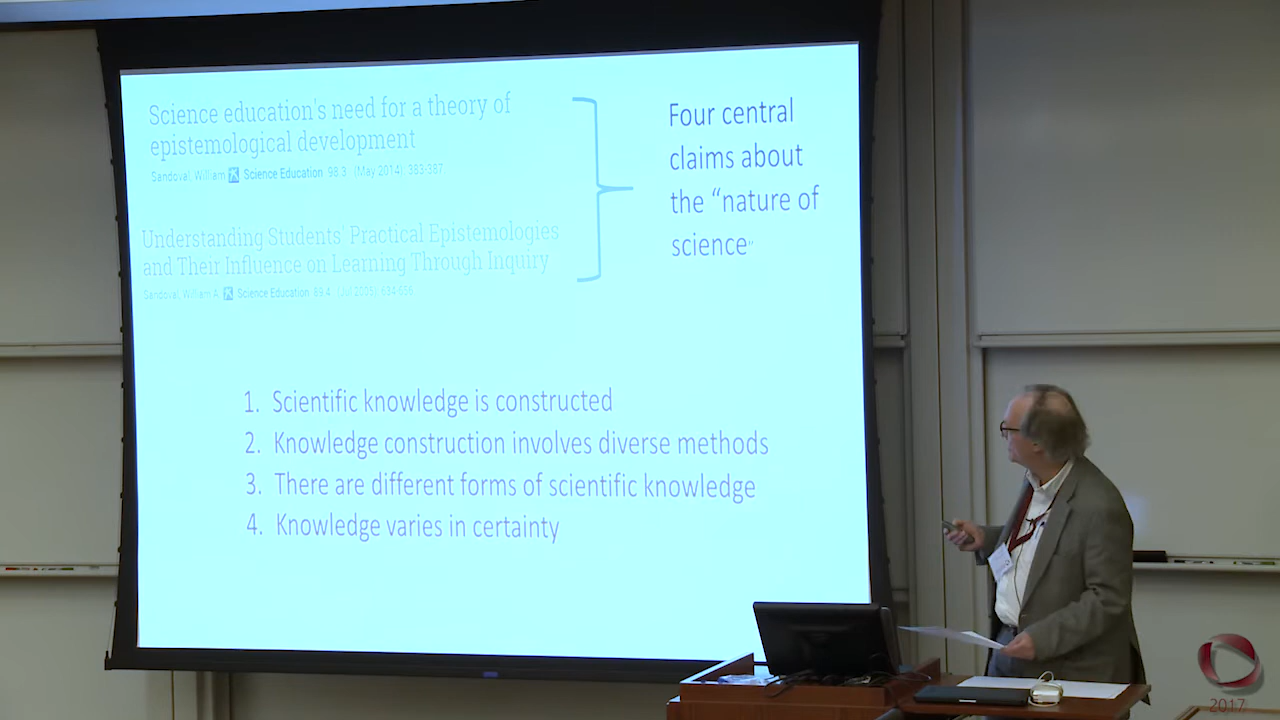 Science education's need for a theory of
epistemological development
Sandoval, William Science Education 98.3 (May 2014): 383-387
Understanding Students' Practical Epistemologies
and Their Influence on Learning Through Inquiry
Sandoval, William A. Science Education 89.4 (Jul 2005): 634-656
Four central
claims about
the “nature of
science”
1. Scientific knowledge is constructed
2. Knowledge construction involves diverse methods
3. There are different forms of scientific knowledge
4. Knowledge varies in certainty
2017